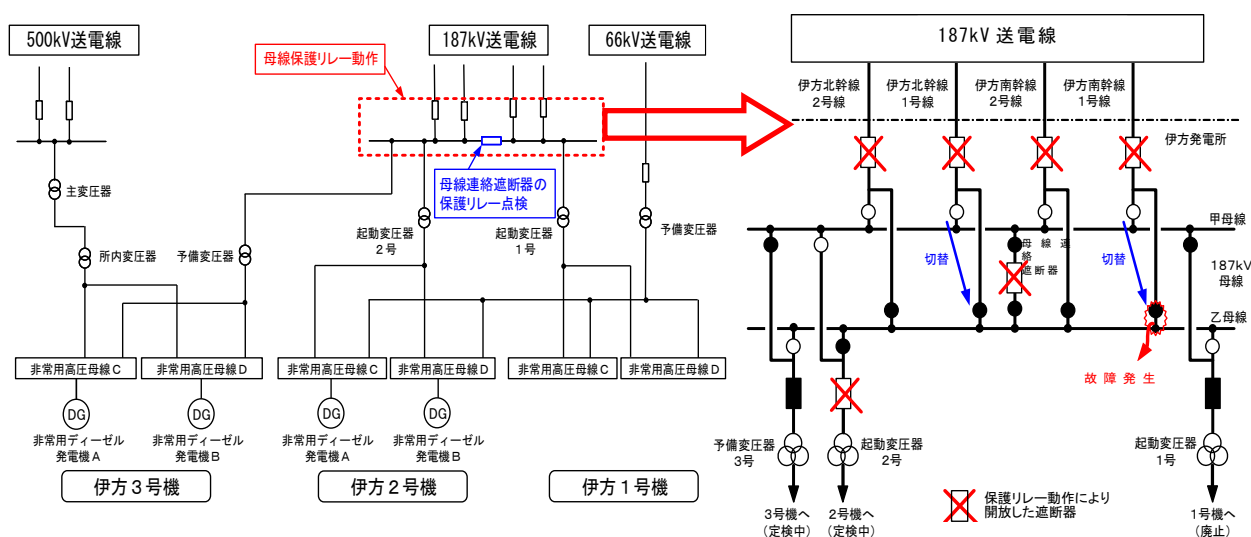 500kV送電線
187kV送電線
66kV送電線
母線保護リレー動作
母線連絡遮断器の
保護リレー点検
主変圧器
所内変圧器
予備変圧器
起動変圧器
2号
起動変圧器
1号
予備変圧器
非常用高圧母線C
非常用高圧母線D
非常用高圧母線C
非常用高圧母線D
非常用高圧母線C
非常用高圧母線D
DG
DG
DG
DG
非常用ディーゼル
発電機A
非常用ディーゼル
発電機B
非常用ディーゼル
発電機A
非常用ディーゼル
発電機B
伊方3号機
伊方2号機
伊方1号機
187kV 送電線
伊方北幹線
2号線
伊方北幹線
1号線
伊方南幹線
2号線
伊方南幹線
1号線
伊方発電所
甲母線
187kV
母線
乙母線
切替
母線連
絡
遮断器
切替
故障発生
予備変圧器
3号
起動変圧器
2号
起動変圧器
1号
3号機へ
(定検中)
2号機へ
(定検中)
1号機へ
(廃止)
保護リレー動作により
開放した遮断器